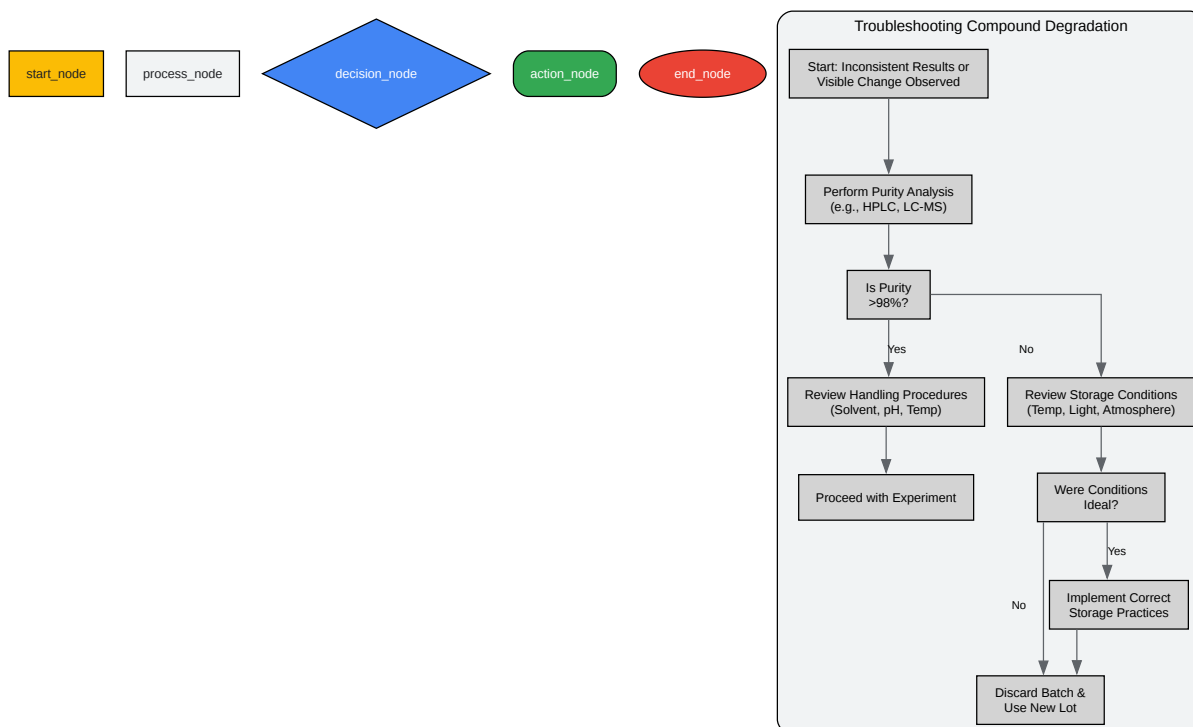 start_node
process_node
decision_node
action_node
end_node
Troubleshooting Compound Degradation
Start: Inconsistent Results or
Visible Change Observed
Perform Purity Analysis
(e.g., HPLC, LC-MS)
Is Purity
>98%?
Yes
No
Review Handling Procedures
(Solvent, pH, Temp)
Review Storage Conditions
(Temp, Light, Atmosphere)
Proceed with Experiment
Were Conditions
Ideal?
Yes
No
Implement Correct
Storage Practices
Discard Batch &
Use New Lot